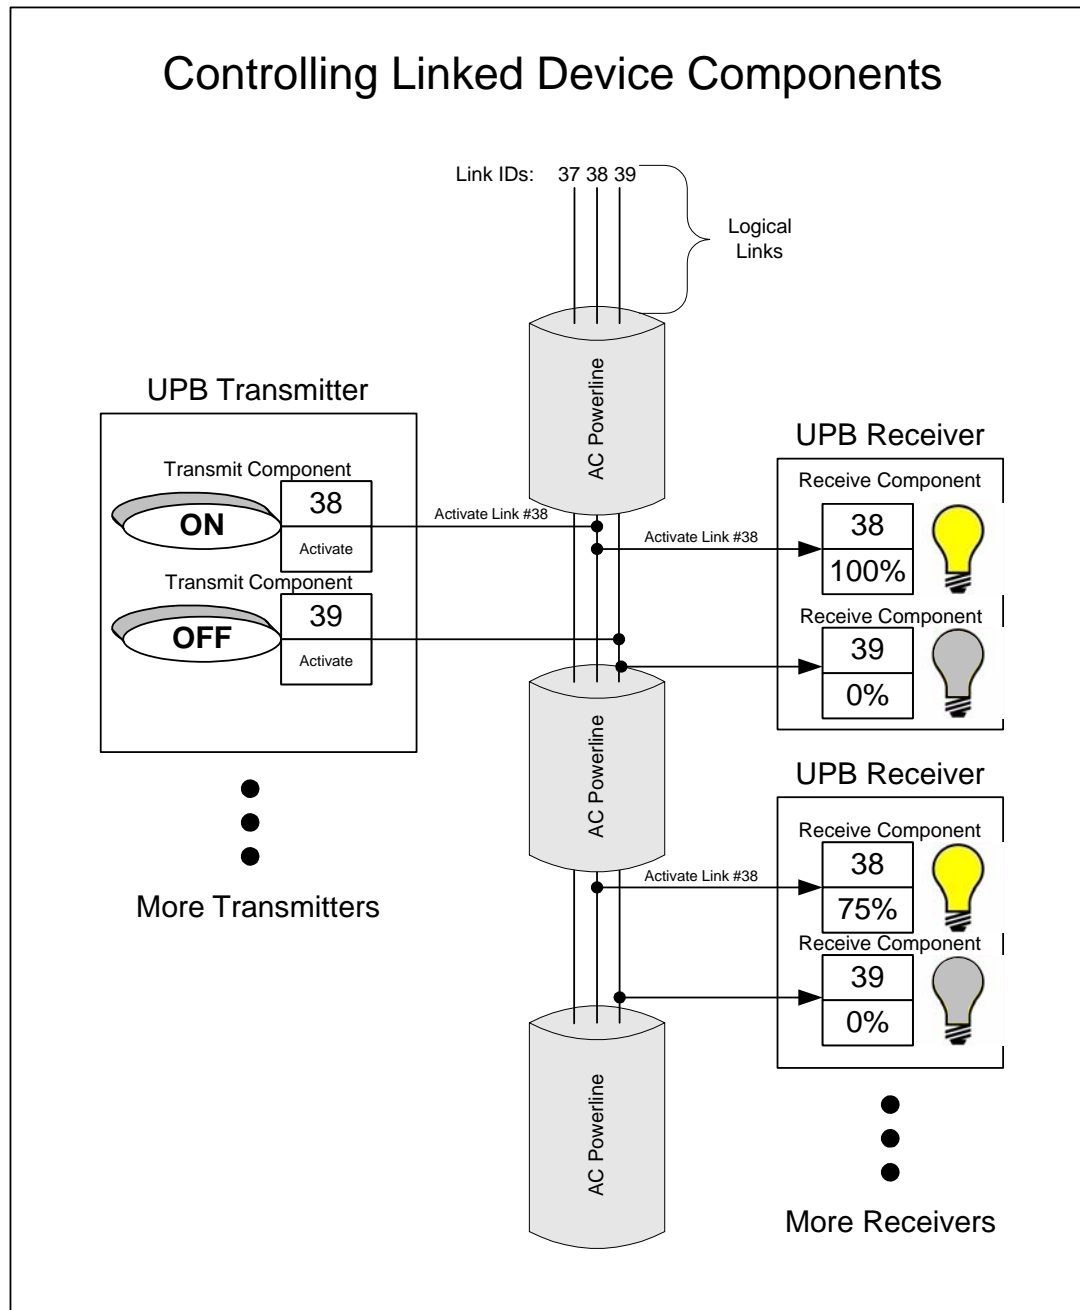 Controlling Linked Device Components
Link IDs: 37 38 39
Logical
Links
AC Powerline
UPB Transmitter
Transmit Component
38
ON
Activate
Activate Link #38
Transmit Component
39
OFF
Activate
More Transmitters
UPB Receiver
Receive Component
Activate Link #38
38
100%
Receive Component
39
0%
AC Powerline
UPB Receiver
Receive Component
Activate Link #38
38
75%
Receive Component
39
0%
AC Powerline
More Receivers